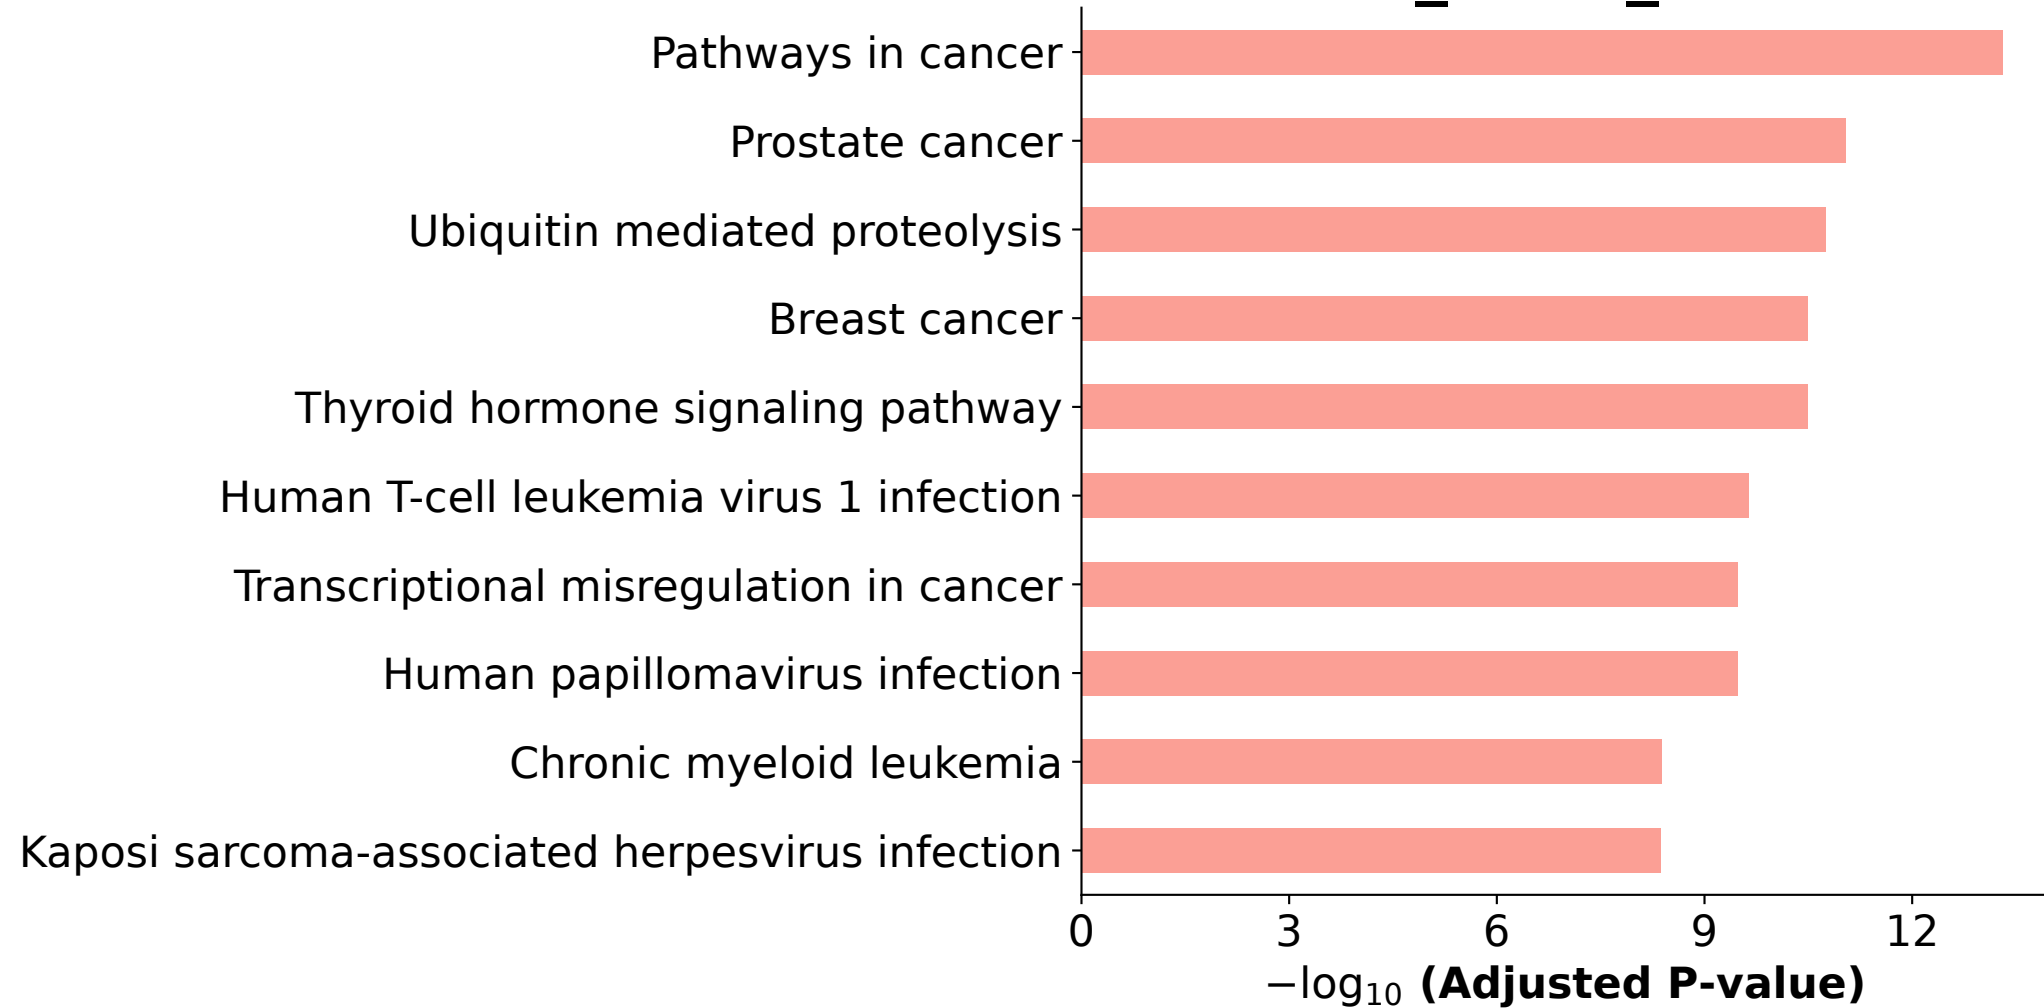 Pathways in cancer
Prostate cancer
Ubiquitin mediated proteolysis
Breast cancer
Thyroid hormone signaling pathway
Human T-cell leukemia virus 1 infection
Transcriptional misregulation in cancer
Human papillomavirus infection
Chronic myeloid leukemia
Kaposi sarcoma-associated herpesvirus infection
0 3 6 9 12
−log₁₀ (Adjusted P-value)